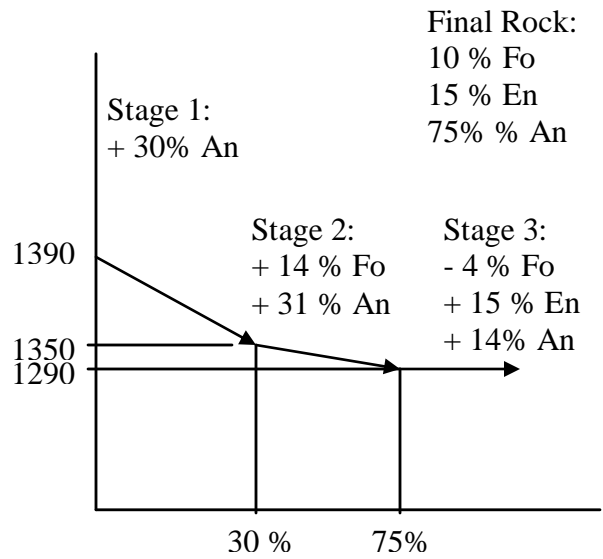 Final Rock:
10 % Fo
15 % En
75% % An
Stage 1:
+ 30% An
Stage 2:
+ 14 % Fo
+ 31 % An
Stage 3:
- 4 % Fo
+ 15 % En
+ 14% An
1390
1350
1290
30 %
75%